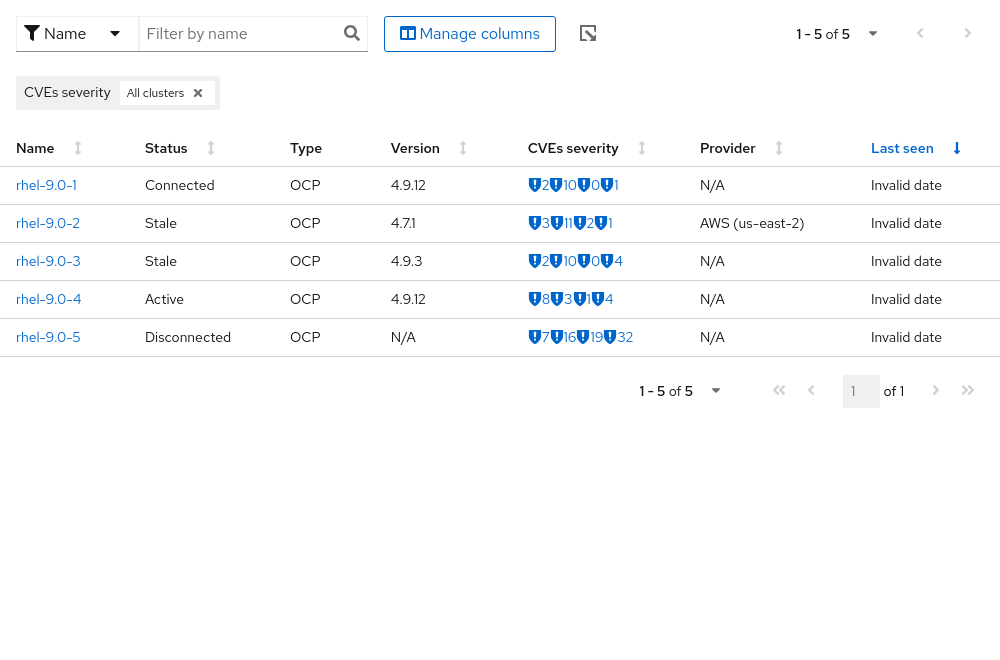 Name Filter by name Manage columns 1 - 5 of 5
CVEs severity All clusters
Name Status Type Version CVEs severity Provider Last seen
rhel-9.0-1 Connected OCP 4.9.12 2 10 0 1 N/A Invalid date
rhel-9.0-2 Stale OCP 4.7.1 3 11 2 1 AWS (us-east-2) Invalid date
rhel-9.0-3 Stale OCP 4.9.3 2 10 0 4 N/A Invalid date
rhel-9.0-4 Active OCP 4.9.12 8 3 1 4 N/A Invalid date
rhel-9.0-5 Disconnected OCP N/A 7 16 19 32 N/A Invalid date
1 - 5 of 5 1 of 1